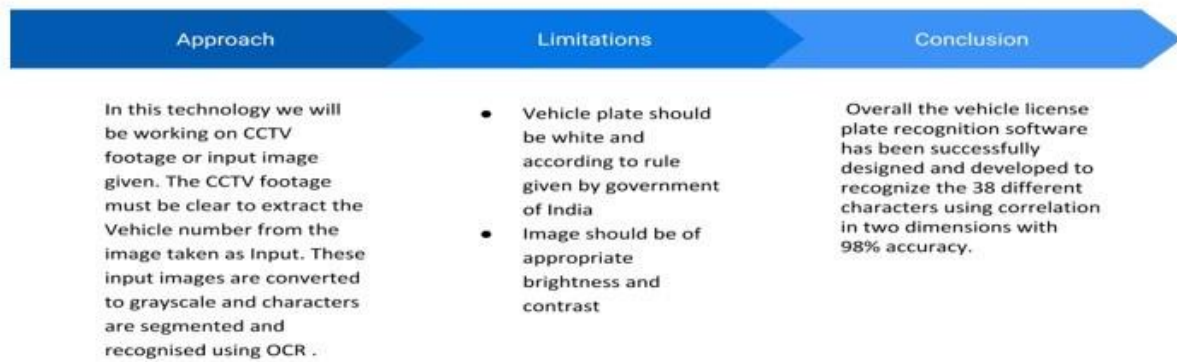 Approach
Limitations
Conclusion
In this technology we will
be working on CCTV
footage or input image
given. The CCTV footage
must be clear to extract the
Vehicle number from the
image taken as Input. These
input images are converted
to grayscale and characters
are segmented and
recognised using OCR .
● Vehicle plate should
be white and
according to rule
given by government
of India
● Image should be of
appropriate
brightness and
contrast
Overall the vehicle license
plate recognition software
has been successfully
designed and developed to
recognize the 38 different
characters using correlation
in two dimensions with
98% accuracy.